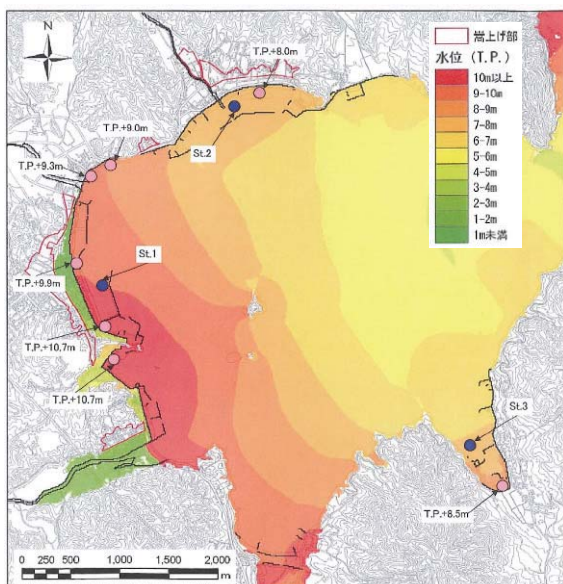 N
嵩上げ部
水位（T.P.）
10m以上
9-10m
8-9m
7-8m
6-7m
5-6m
4-5m
3-4m
2-3m
1-2m
1m未満
T.P.+8.0m
T.P.+9.0m
T.P.+9.3m
St.2
St.1
T.P.+9.9m
T.P.+10.7m
T.P.+10.7m
St.3
T.P.+8.5m
0 250 500 1,000 1,500 2,000
m